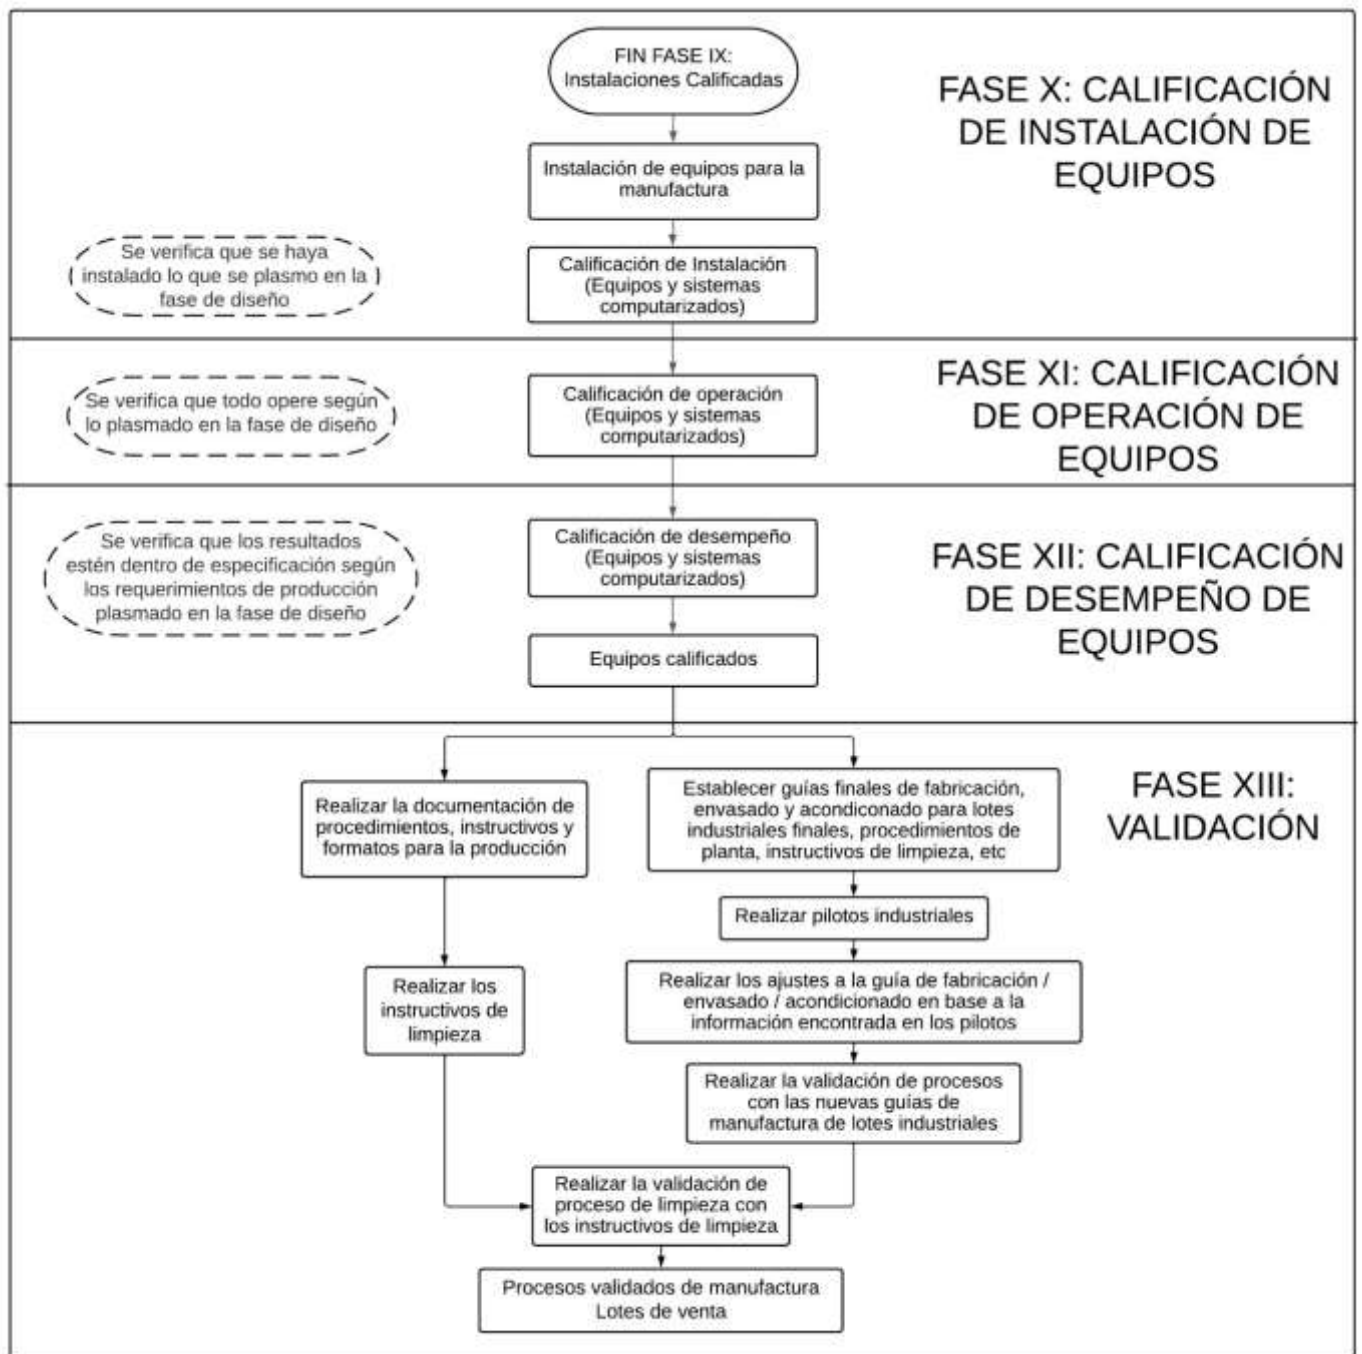 FIN FASE IX:
Instalaciones Calificadas
FASE X: CALIFICACIÓN
DE INSTALACIÓN DE
EQUIPOS
Instalación de equipos para la
manufactura
Se verifica que se haya
instalado lo que se plasmo en la
fase de diseño
Calificación de Instalación
(Equipos y sistemas
computarizados)
FASE XI: CALIFICACIÓN
DE OPERACIÓN DE
EQUIPOS
Se verifica que todo opere según
lo plasmado en la fase de diseño
Calificación de operación
(Equipos y sistemas
computarizados)
FASE XII: CALIFICACIÓN
DE DESEMPEÑO DE
EQUIPOS
Se verifica que los resultados
estén dentro de especificación según
los requerimientos de producción
plasmado en la fase de diseño
Calificación de desempeño
(Equipos y sistemas
computarizados)
Equipos calificados
FASE XIII:
VALIDACIÓN
Realizar la documentación de
procedimientos, instructivos y
formatos para la producción
Establecer guías finales de fabricación,
envasado y acondiconado para lotes
industriales finales, procedimientos de
planta, instructivos de limpieza, etc
Realizar pilotos industriales
Realizar los
instructivos de
limpieza
Realizar los ajustes a la guía de fabricación /
envasado / acondicionado en base a la
información encontrada en los pilotos
Realizar la validación de procesos
con las nuevas guías de
manufactura de lotes industriales
Realizar la validación de
proceso de limpieza con
los instructivos de limpieza
Procesos validados de manufactura
Lotes de venta